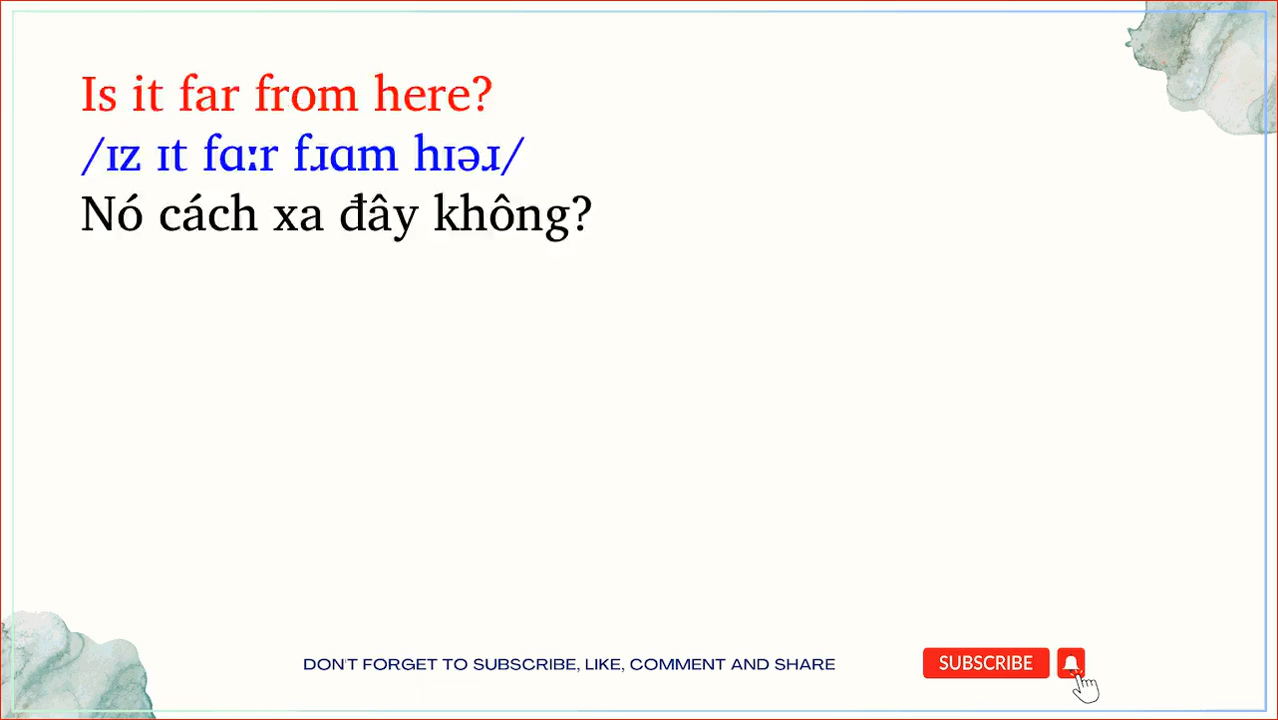 Is it far from here?
/ɪz ɪt fɑːr fɹɑm hɪəɹ/
Nó cách xa đây không?
DON'T FORGET TO SUBSCRIBE, LIKE, COMMENT AND SHARE
SUBSCRIBE